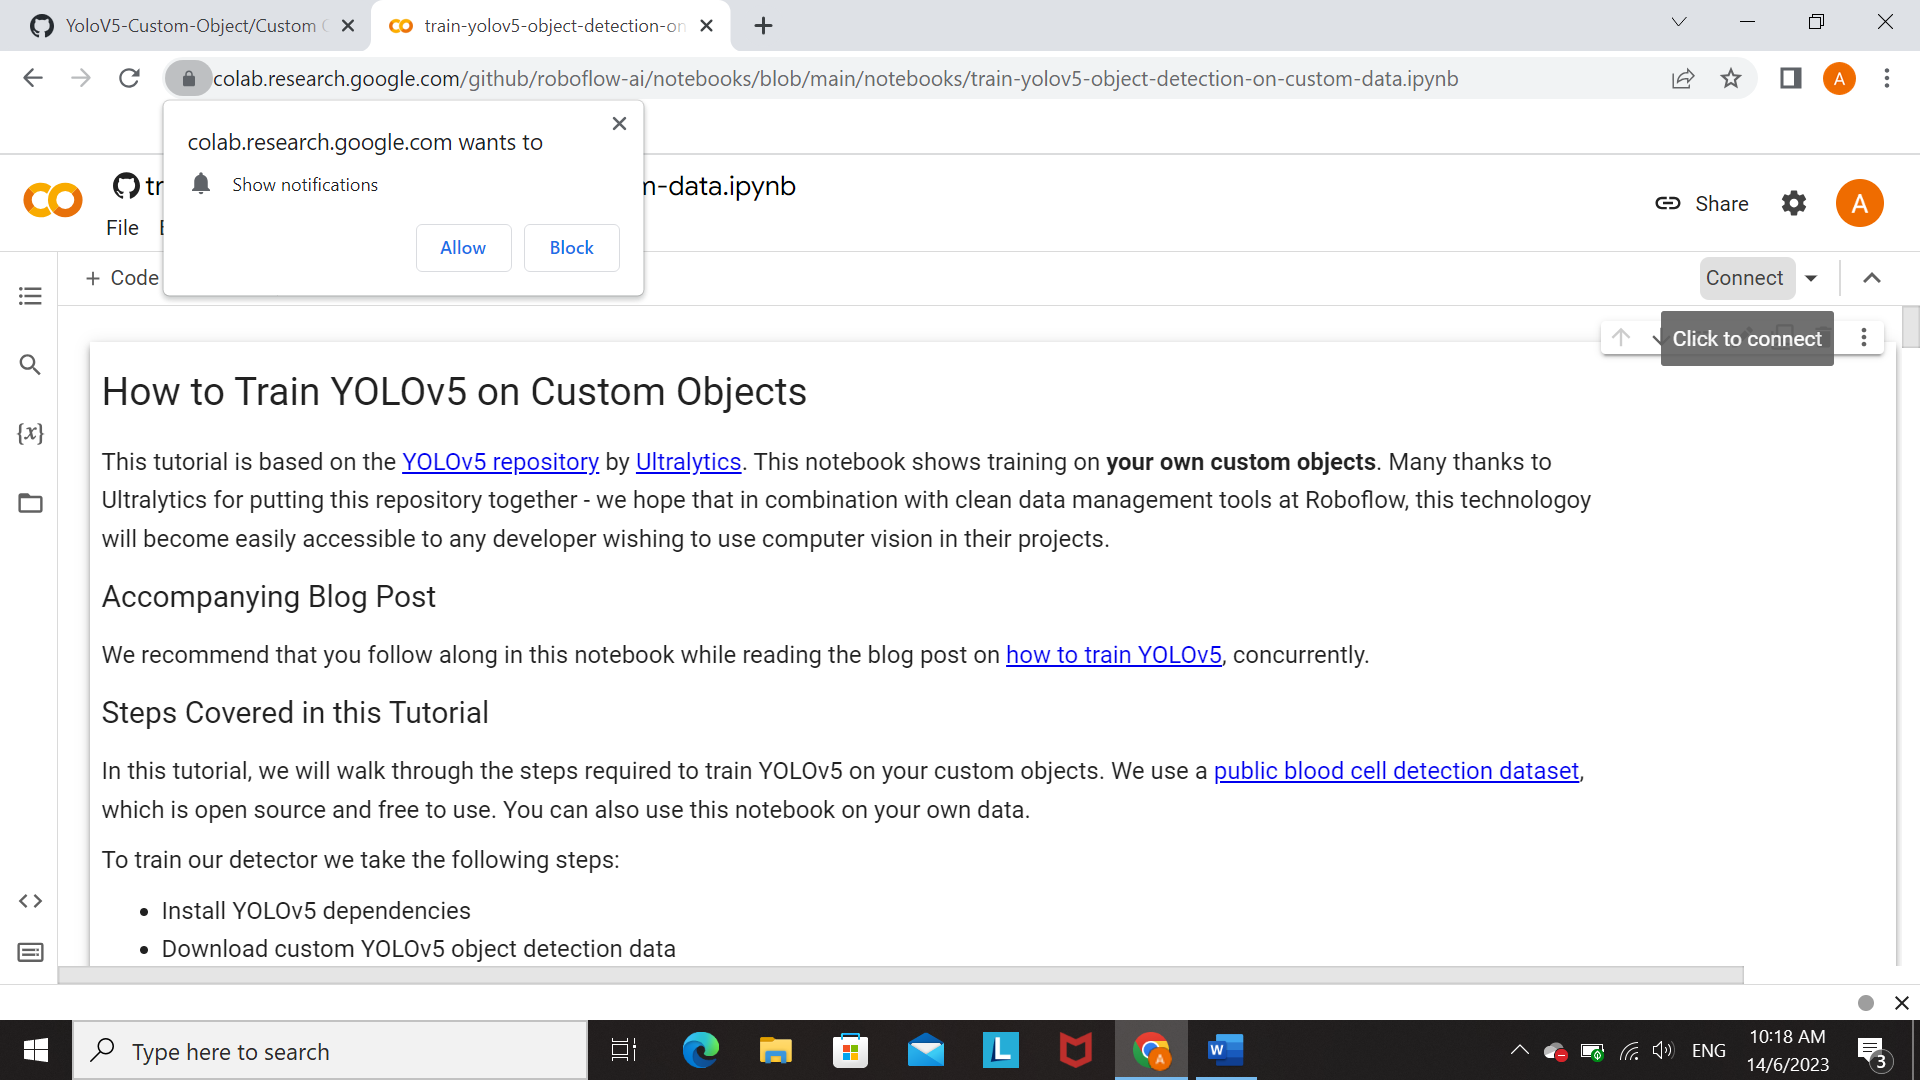 YoloV5-Custom-Object/Custom
train-yolov5-object-detection-on
colab.research.google.com/github/roboflow-ai/notebooks/blob/main/notebooks/train-yolov5-object-detection-on-custom-data.ipynb
A
colab.research.google.com wants to
Show notifications
Allow
Block
m-data.ipynb
File
Share
A
+ Code
Connect
Click to connect
How to Train YOLOv5 on Custom Objects
This tutorial is based on the YOLOv5 repository by Ultralytics. This notebook shows training on your own custom objects. Many thanks to
Ultralytics for putting this repository together - we hope that in combination with clean data management tools at Roboflow, this technologoy
will become easily accessible to any developer wishing to use computer vision in their projects.
Accompanying Blog Post
We recommend that you follow along in this notebook while reading the blog post on how to train YOLOv5, concurrently.
Steps Covered in this Tutorial
In this tutorial, we will walk through the steps required to train YOLOv5 on your custom objects. We use a public blood cell detection dataset,
which is open source and free to use. You can also use this notebook on your own data.
To train our detector we take the following steps:
• Install YOLOv5 dependencies
• Download custom YOLOv5 object detection data
Type here to search
ENG
10:18 AM
14/6/2023
3